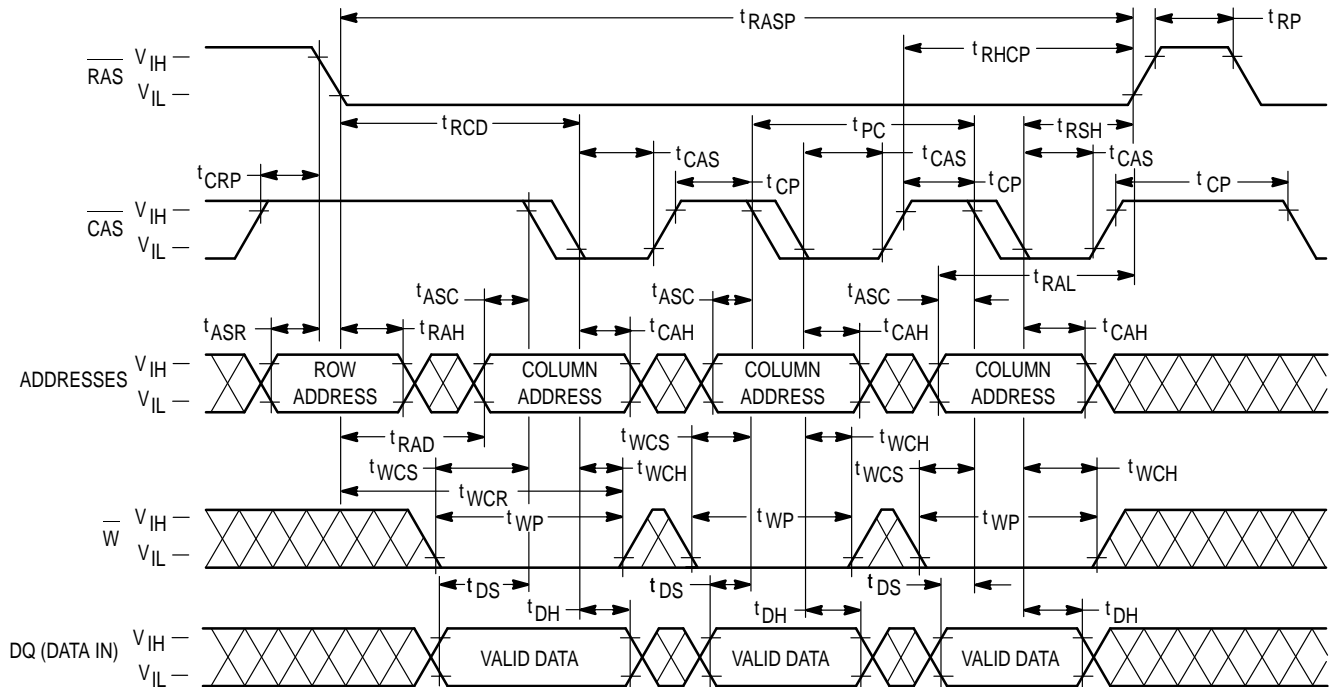 tRASP tRP
tRHCP
RAS VIH
VIL
tRCD tPC tRSH
tCAS tCAS tCAS
tCRP tCP tCP tCP
CAS VIH
VIL
tRAL
tASC tASC tASC
tASR tRAH tCAH tCAH tCAH
ADDRESSES VIH
VIL
ROW ADDRESS
COLUMN ADDRESS
COLUMN ADDRESS
COLUMN ADDRESS
tRAD tWCS tWCH
tWCS tWCH tWCS tWCH
tWCR
tWP tWP tWP
W VIH
VIL
tDS tDS tDS
tDH tDH tDH
DQ (DATA IN) VIH
VIL
VALID DATA VALID DATA VALID DATA